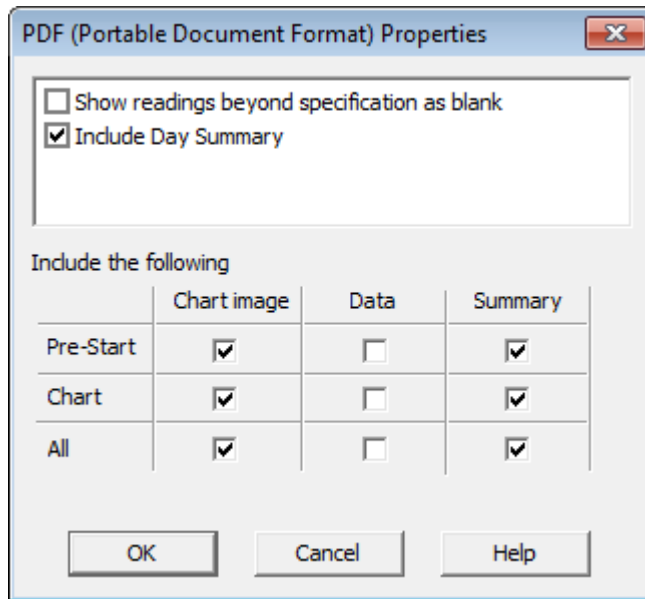 PDF (Portable Document Format) Properties
Show readings beyond specification as blank
Include Day Summary
Include the following
Chart image Data Summary
Pre-Start
Chart
All
OK Cancel Help